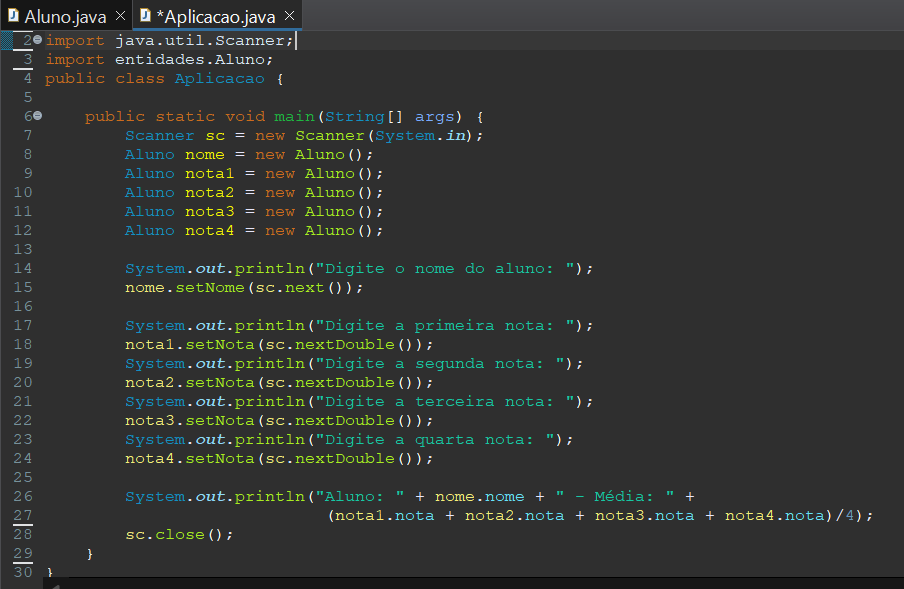 Aluno.java × *Aplicacao.java ×
2 import java.util.Scanner;
3 import entidades.Aluno;
4 public class Aplicacao {
5
6 public static void main(String[] args) {
7 Scanner sc = new Scanner(System.in);
8 Aluno nome = new Aluno();
9 Aluno nota1 = new Aluno();
10 Aluno nota2 = new Aluno();
11 Aluno nota3 = new Aluno();
12 Aluno nota4 = new Aluno();
13
14 System.out.println("Digite o nome do aluno: ");
15 nome.setNome(sc.next());
16
17 System.out.println("Digite a primeira nota: ");
18 nota1.setNota(sc.nextDouble());
19 System.out.println("Digite a segunda nota: ");
20 nota2.setNota(sc.nextDouble());
21 System.out.println("Digite a terceira nota: ");
22 nota3.setNota(sc.nextDouble());
23 System.out.println("Digite a quarta nota: ");
24 nota4.setNota(sc.nextDouble());
25
26 System.out.println("Aluno: " + nome.nome + " - Média: " +
27 (nota1.nota + nota2.nota + nota3.nota + nota4.nota)/4);
28 sc.close();
29 }
30 }